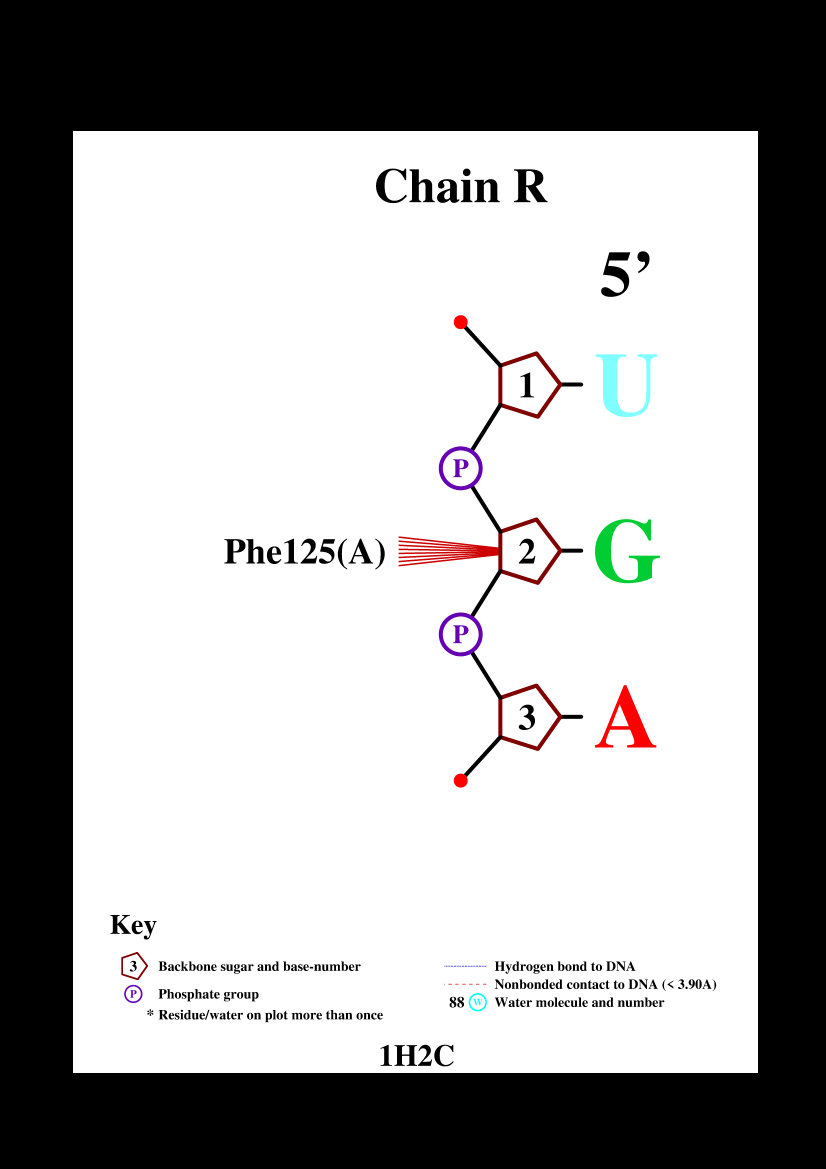 Chain R
5’
1 U
P
Phe125(A) 2 G
P
3 A
Key
3 Backbone sugar and base-number
P Phosphate group
* Residue/water on plot more than once
Hydrogen bond to DNA
Nonbonded contact to DNA (< 3.90A)
88 W Water molecule and number
1H2C